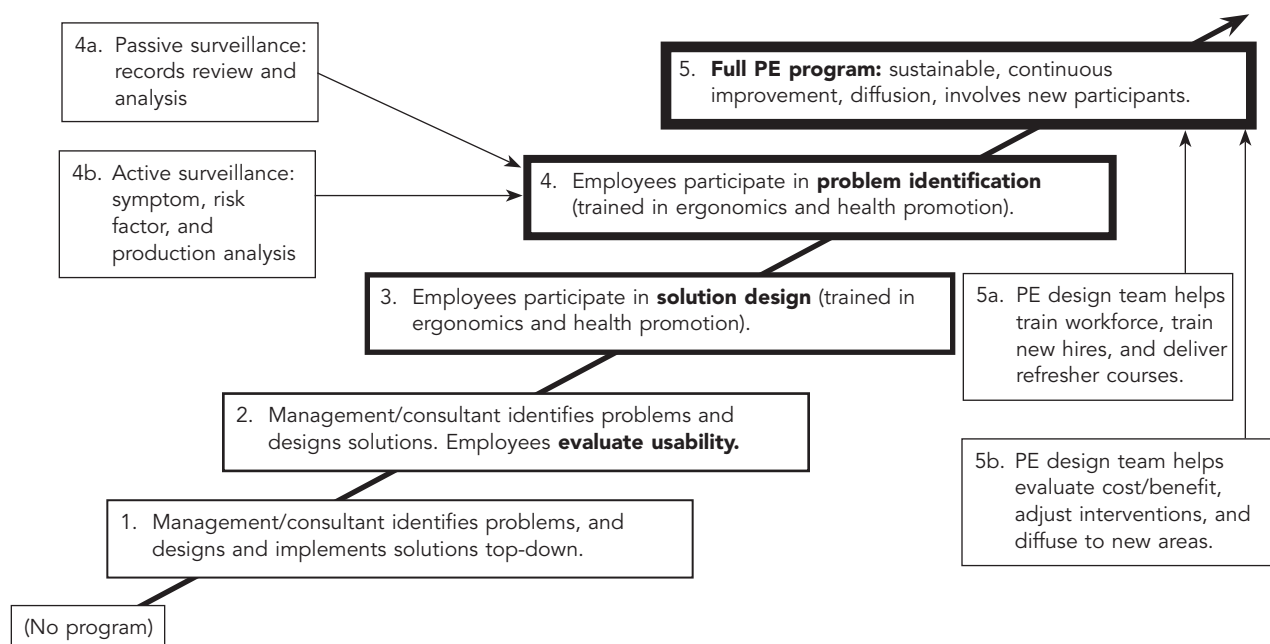 4a. Passive surveillance:
records review and
analysis
4b. Active surveillance:
symptom, risk
factor, and
production analysis
5. Full PE program: sustainable, continuous
improvement, diffusion, involves new participants.
4. Employees participate in problem identification
(trained in ergonomics and health promotion).
3. Employees participate in solution design (trained in
ergonomics and health promotion).
5a. PE design team helps
train workforce, train
new hires, and deliver
refresher courses.
2. Management/consultant identifies problems and
designs solutions. Employees evaluate usability.
5b. PE design team helps
evaluate cost/benefit,
adjust interventions, and
diffuse to new areas.
1. Management/consultant identifies problems, and
designs and implements solutions top-down.
(No program)